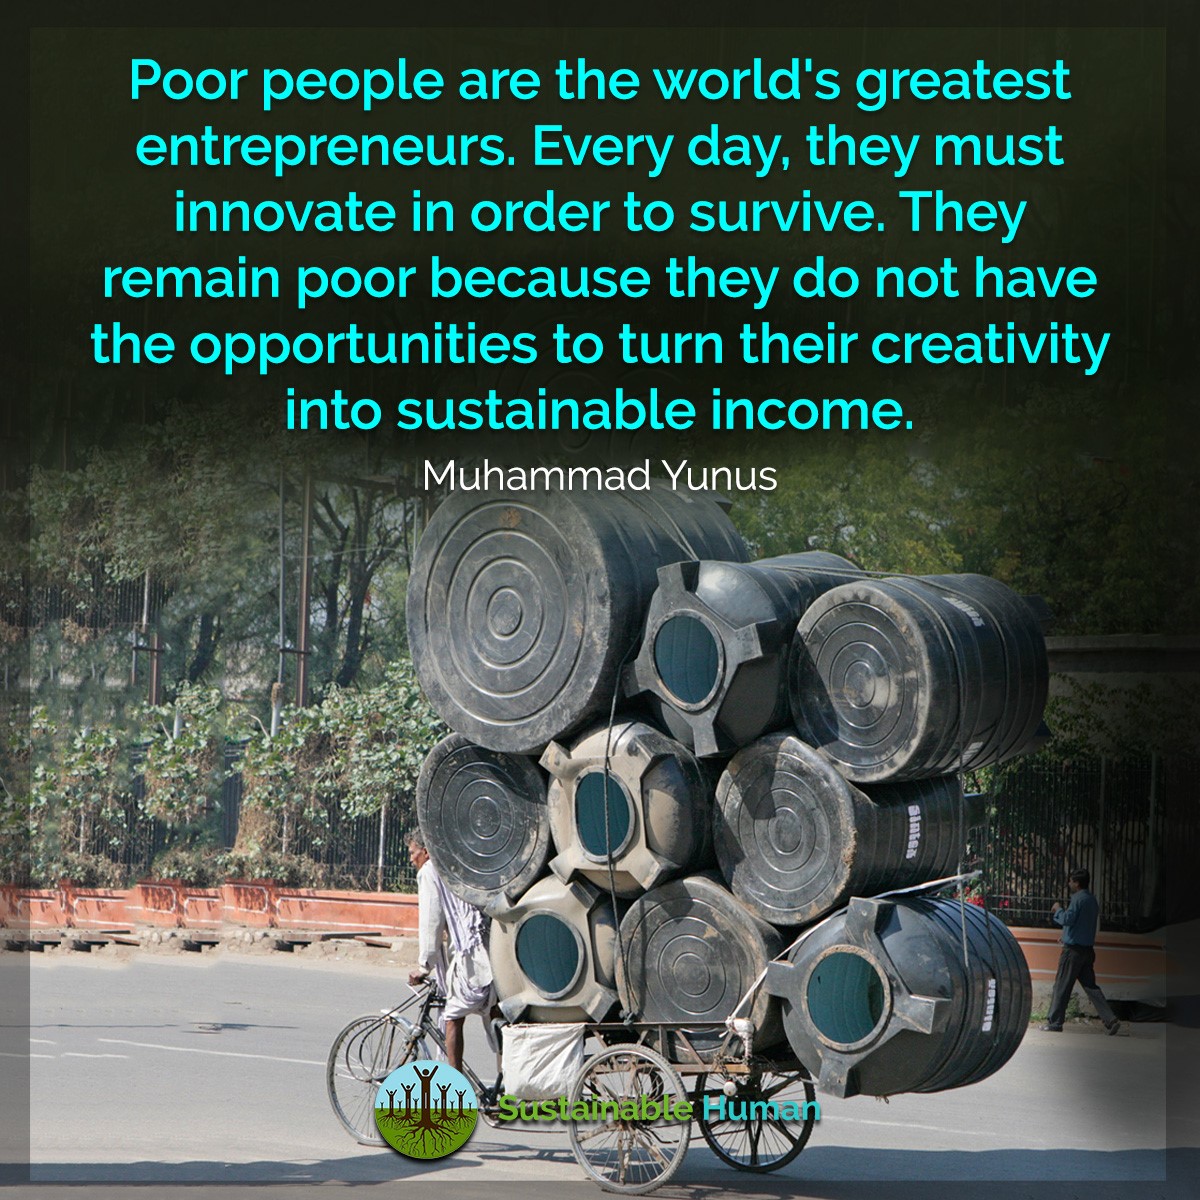 Poor people are the world's greatest
entrepreneurs. Every day, they must
innovate in order to survive. They
remain poor because they do not have
the opportunities to turn their creativity
into sustainable income.
Muhammad Yunus
Sintex
Sustainable Human